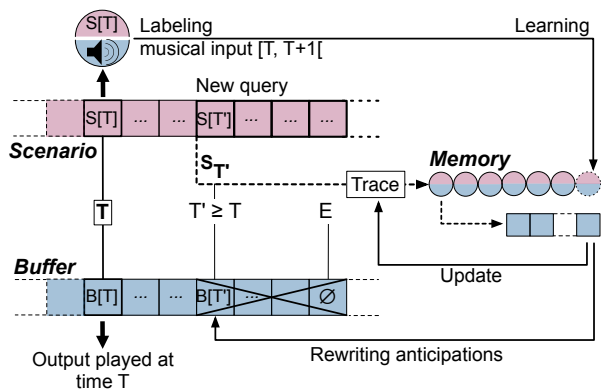 S[T]
Labeling
musical input [T, T+1[
Learning
New query
S[T] ... ... S[T'] ... ... ...
Scenario
S_T'
Trace
Memory
T
T' ≥ T
E
Buffer
Update
B[T] ... ... B[T'] ... ∅
Output played at
time T
Rewriting anticipations